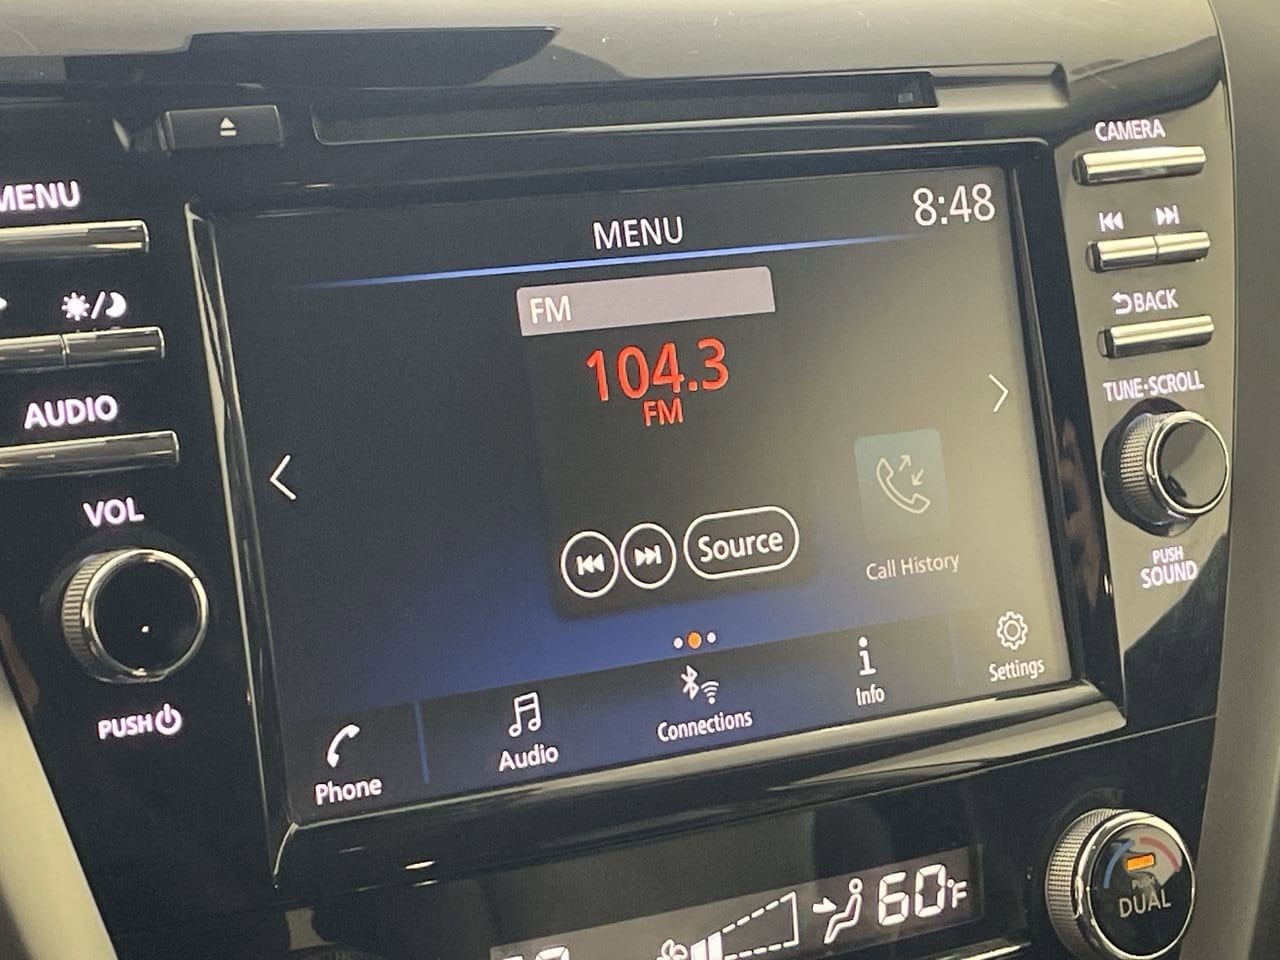 MENU
AUDIO
VOL
PUSH
MENU
8:48
FM
104.3
FM
Source
Call History
Phone
Audio
Connections
Info
Settings
CAMERA
BACK
TUNE·SCROLL
PUSH
SOUND
60°F
PUSH
DUAL